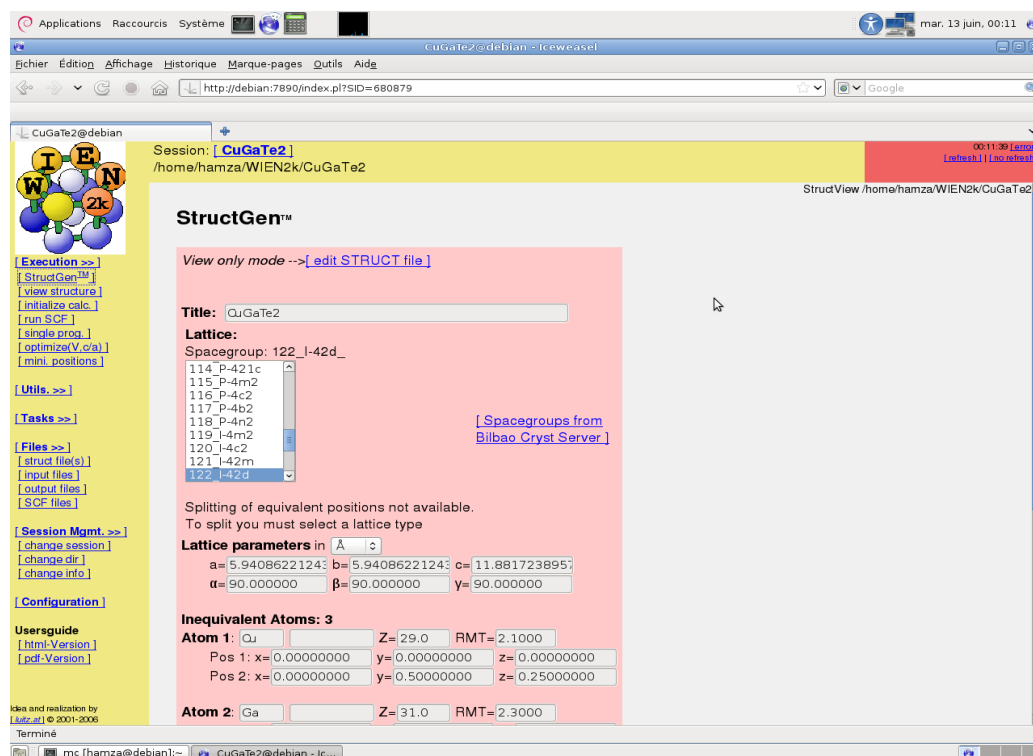 Applications Raccourcis Système mar. 13 juin, 00:11
CuGaTe2@debian - Iceweasel
Fichier Édition Affichage Historique Marque-pages Outils Aide
http://debian:7890/index.pl?SID=680879 Google
CuGaTe2@debian
W I E N 2k
Session: [ CuGaTe2 ]
/home/hamza/WIEN2k/CuGaTe2
00:11:39 [error
[ refresh ] | [ no refresh
StructView /home/hamza/WIEN2k/CuGaTe2
[ Execution >> ]
[ StructGen™ ]
[ view structure ]
[ initialize calc. ]
[ run SCF ]
[ single prog. ]
[ optimize(V,c/a) ]
[ mini. positions ]
[ Utils. >> ]
[ Tasks >> ]
[ Files >> ]
[ struct file(s) ]
[ input files ]
[ output files ]
[ SCF files ]
[ Session Mgmt. >> ]
[ change session ]
[ change dir ]
[ change info ]
[ Configuration ]
Usersguide
[ html-Version ]
[ pdf-Version ]
Idea and realization by
[ luitz.at ] © 2001-2006
StructGen™
View only mode -->[ edit STRUCT file ]
Title: CuGaTe2
Lattice:
Spacegroup: 122_I-42d_
114_P-421c
115_P-4m2
116_P-4c2
117_P-4b2
118_P-4n2
119_I-4m2
120_I-4c2
121_I-42m
122_I-42d
[ Spacegroups from
Bilbao Cryst Server ]
Splitting of equivalent positions not available.
To split you must select a lattice type
Lattice parameters in Å
a= 5.94086221243 b= 5.94086221243 c= 11.8817238957
α= 90.000000 β= 90.000000 γ= 90.000000
Inequivalent Atoms: 3
Atom 1: Cu Z= 29.0 RMT= 2.1000
Pos 1: x= 0.00000000 y= 0.00000000 z= 0.00000000
Pos 2: x= 0.00000000 y= 0.50000000 z= 0.25000000
Atom 2: Ga Z= 31.0 RMT= 2.3000
Terminé
mc [hamza@debian]:~ CuGaTe2@debian - Ic...